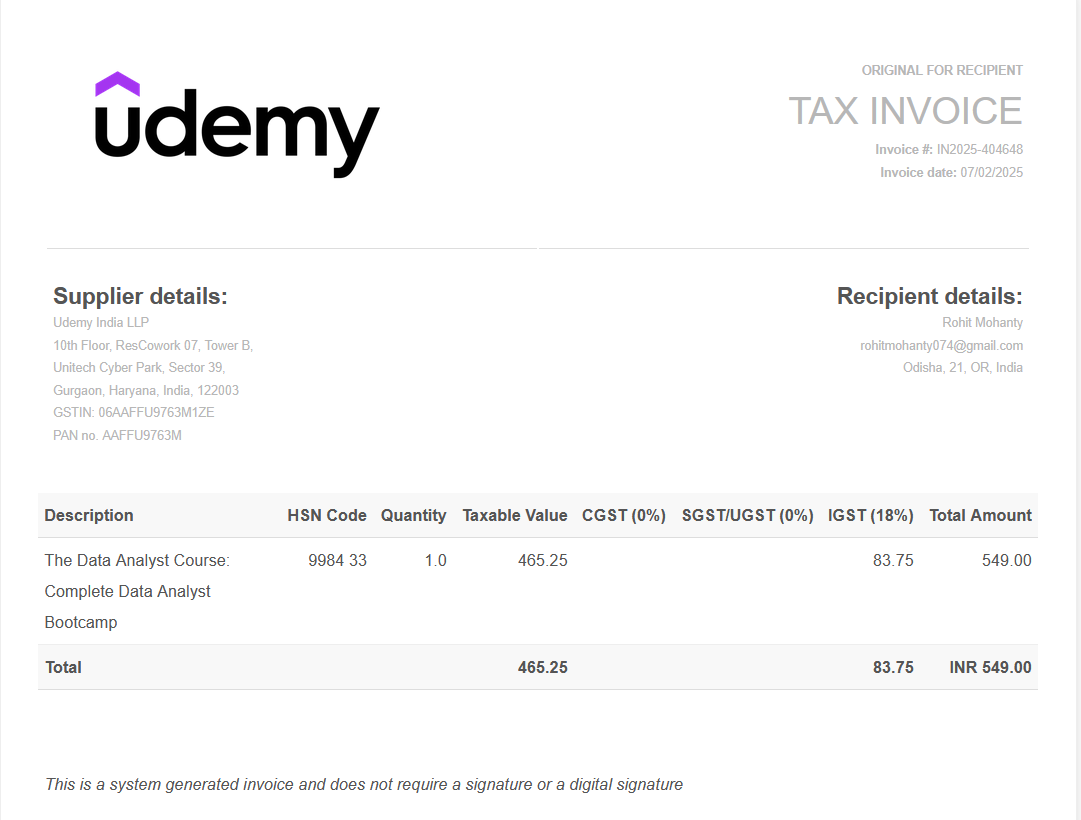 udemy
ORIGINAL FOR RECIPIENT
TAX INVOICE
Invoice #: IN2025-404648
Invoice date: 07/02/2025
Supplier details:
Udemy India LLP
10th Floor, ResCowork 07, Tower B,
Unitech Cyber Park, Sector 39,
Gurgaon, Haryana, India, 122003
GSTIN: 06AAFFU9763M1ZE
PAN no. AAFFU9763M
Recipient details:
Rohit Mohanty
rohitmohanty074@gmail.com
Odisha, 21, OR, India
Description HSN Code Quantity Taxable Value CGST (0%) SGST/UGST (0%) IGST (18%) Total Amount
The Data Analyst Course: 9984 33 1.0 465.25 83.75 549.00
Complete Data Analyst
Bootcamp
Total 465.25 83.75 INR 549.00
This is a system generated invoice and does not require a signature or a digital signature